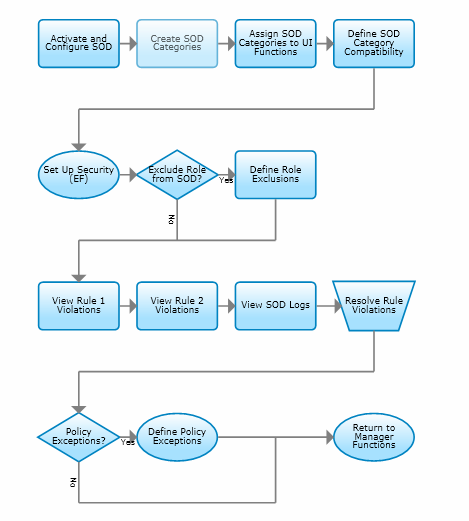 Activate and
Configure SOD
Create SOD
Categories
Assign SOD
Categories to UI
Functions
Define SOD
Category
Compatibility
Set Up Security
(EF)
Exclude Role
from SOD?
Yes
Define Role
Exclusions
No
View Rule 1
Violations
View Rule 2
Violations
View SOD Logs
Resolve Rule
Violations
Policy
Exceptions?
Yes
Define Policy
Exceptions
Return to
Manager
Functions
No